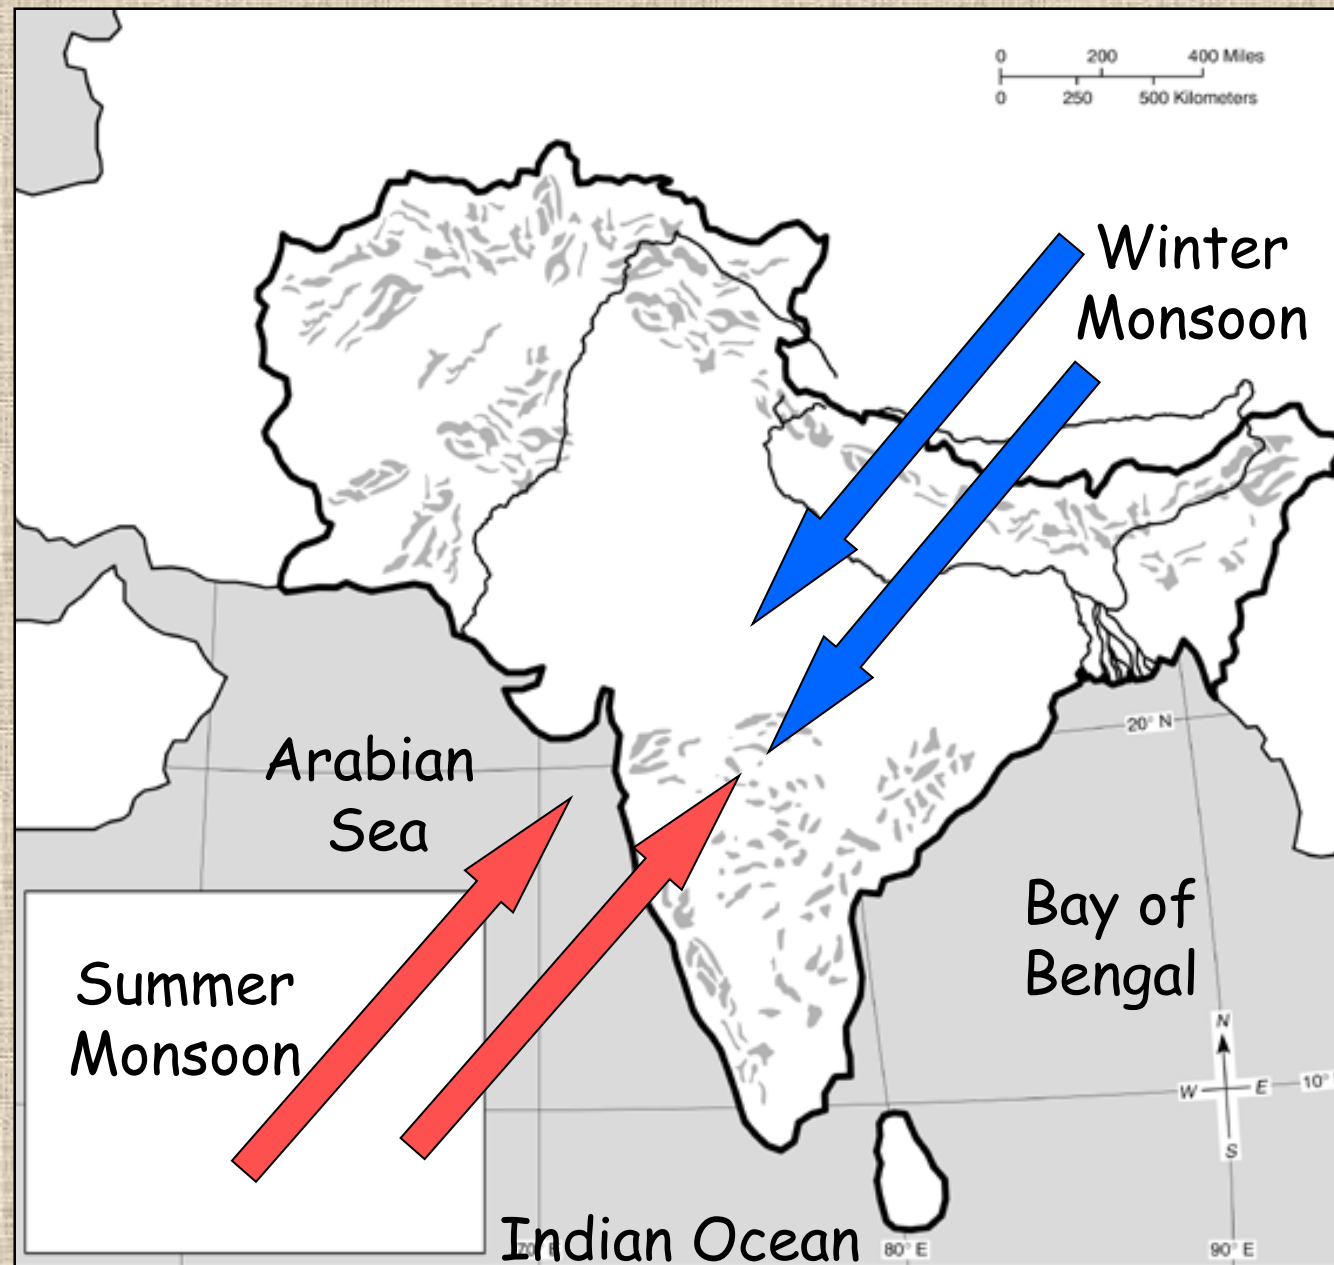 0 200 400 Miles
0 250 500 Kilometers
Winter
Monsoon
20° N
Arabian
Sea
Bay of
Bengal
Summer
Monsoon
N
W E 10°
S
Indian Ocean
70° E 80° E 90° E